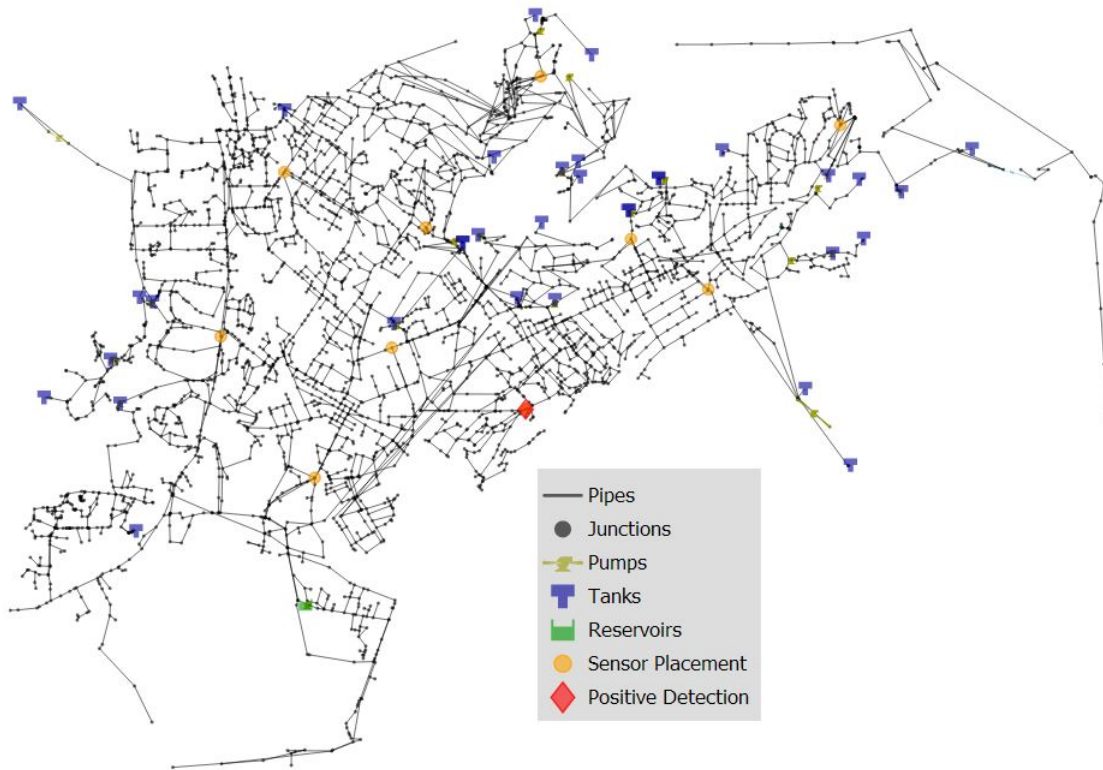 Pipes
Junctions
Pumps
Tanks
Reservoirs
Sensor Placement
Positive Detection